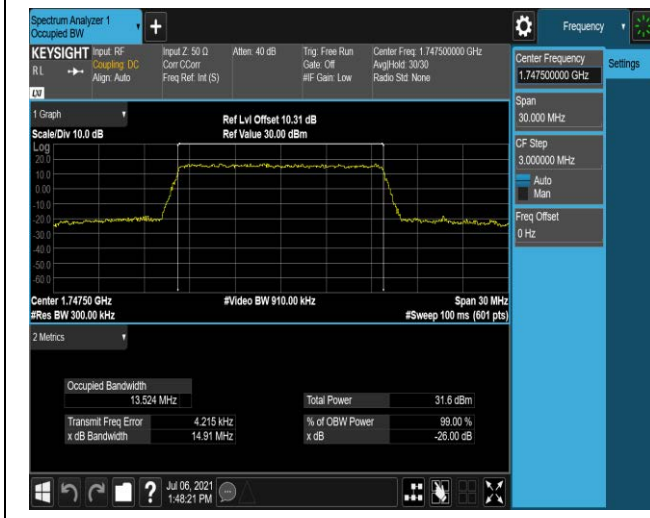 Spectrum Analyzer 1
Occupied BW
+
Frequency
KEYSIGHT
RL
LXI
Input: RF
Coupling: DC
Align: Auto
Input Z: 50 Ω
Corr CCorr
Freq Ref: Int (S)
Atten: 40 dB
Trig: Free Run
Gate: Off
#IF Gain: Low
Center Freq: 1.747500000 GHz
Avg|Hold: 30/30
Radio Std: None
Center Frequency
1.747500000 GHz
Settings
Span
30.000 MHz
CF Step
3.000000 MHz
Auto
Man
Freq Offset
0 Hz
1 Graph
Scale/Div 10.0 dB
Ref Lvl Offset 10.31 dB
Ref Value 30.00 dBm
Log
20.0
10.0
0.00
-10.0
-20.0
-30.0
-40.0
-50.0
-60.0
Center 1.74750 GHz
#Video BW 910.00 kHz
Span 30 MHz
#Res BW 300.00 kHz
#Sweep 100 ms (601 pts)
2 Metrics
Occupied Bandwidth
13.524 MHz
Total Power 31.6 dBm
Transmit Freq Error 4.215 kHz
% of OBW Power 99.00 %
x dB Bandwidth 14.91 MHz
x dB -26.00 dB
?
Jul 06, 2021
1:48:21 PM